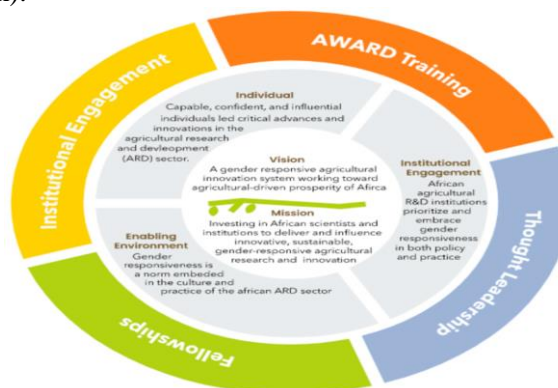 AWARD Training
Institutional Engagement
Thought Leadership
Fellowships
Individual
Capable, confident, and influential
individuals led critical advances and
innovations in the
agricultural research
and devleopment
(ARD) sector.
Vision
A gender responsive agricultural
innovation system working toward
agricultural-driven prosperity of Afirca
Mission
Investing in African scientists and
institutions to deliver and influence
innovative, sustainable,
gender-responsive agricultural
research and innovation
Institutional
Engagement
African
agricultural
R&D institutions
prioritize and
embrace
gender
responsiveness
in both policy
and practice
Enabling
Environment
Gender
responsiveness is
a norm embeded
in the culture and
practice of the african ARD sector